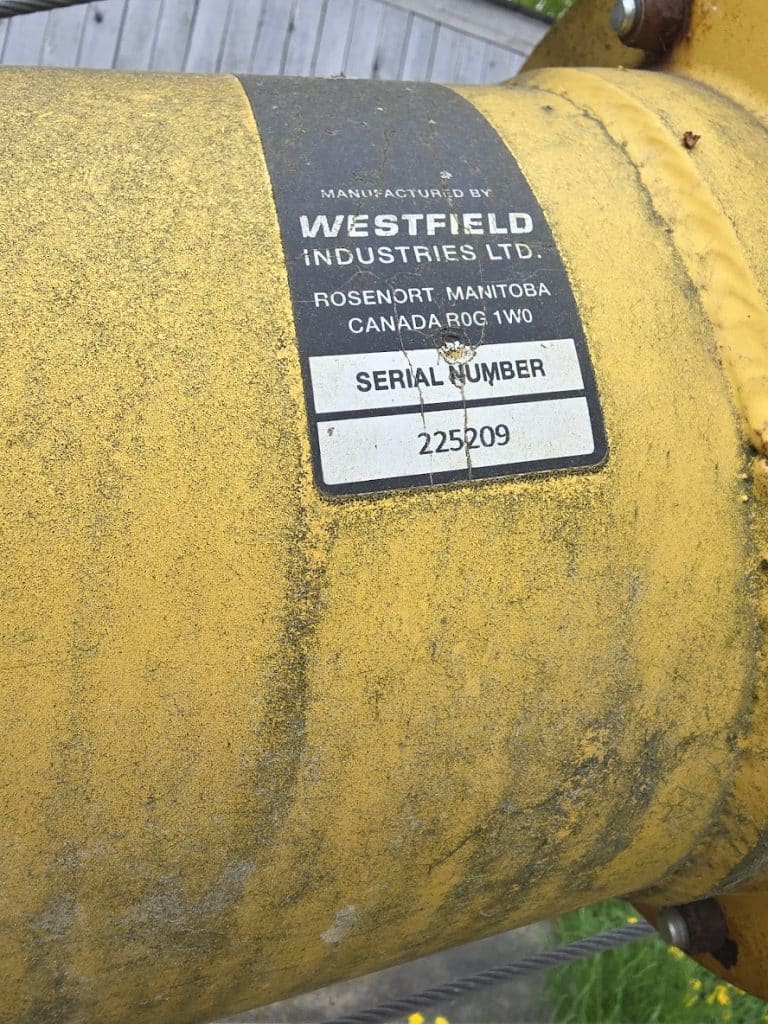 MANUFACTURED BY
WESTFIELD
INDUSTRIES LTD.
ROSENORT MANITOBA
CANADA R0G 1W0
SERIAL NUMBER
225209